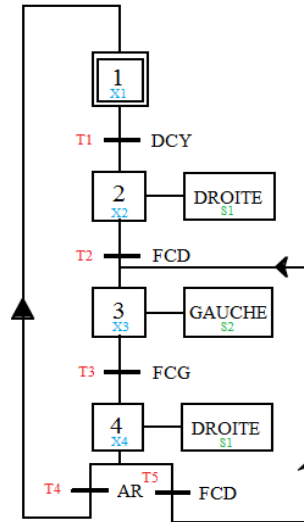 1
X1
T1 DCY
2
X2
DROITE
S1
T2 FCD
3
X3
GAUCHE
S2
T3 FCG
4
X4
DROITE
S1
T4 AR T5 FCD